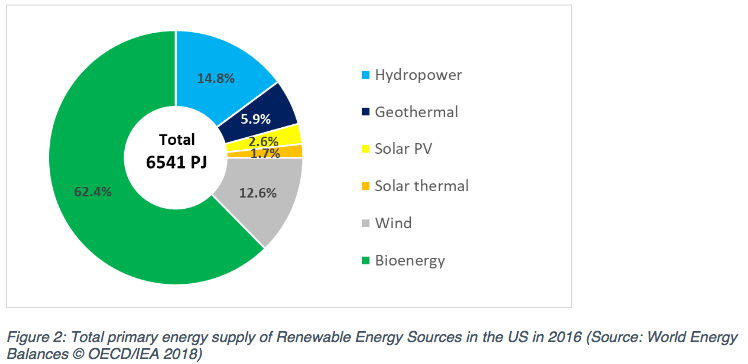 14.8%
5.9%
2.6%
1.7%
12.6%
62.4%
Total
6541 PJ
Hydropower
Geothermal
Solar PV
Solar thermal
Wind
Bioenergy
Figure 2: Total primary energy supply of Renewable Energy Sources in the US in 2016 (Source: World Energy
Balances © OECD/IEA 2018)